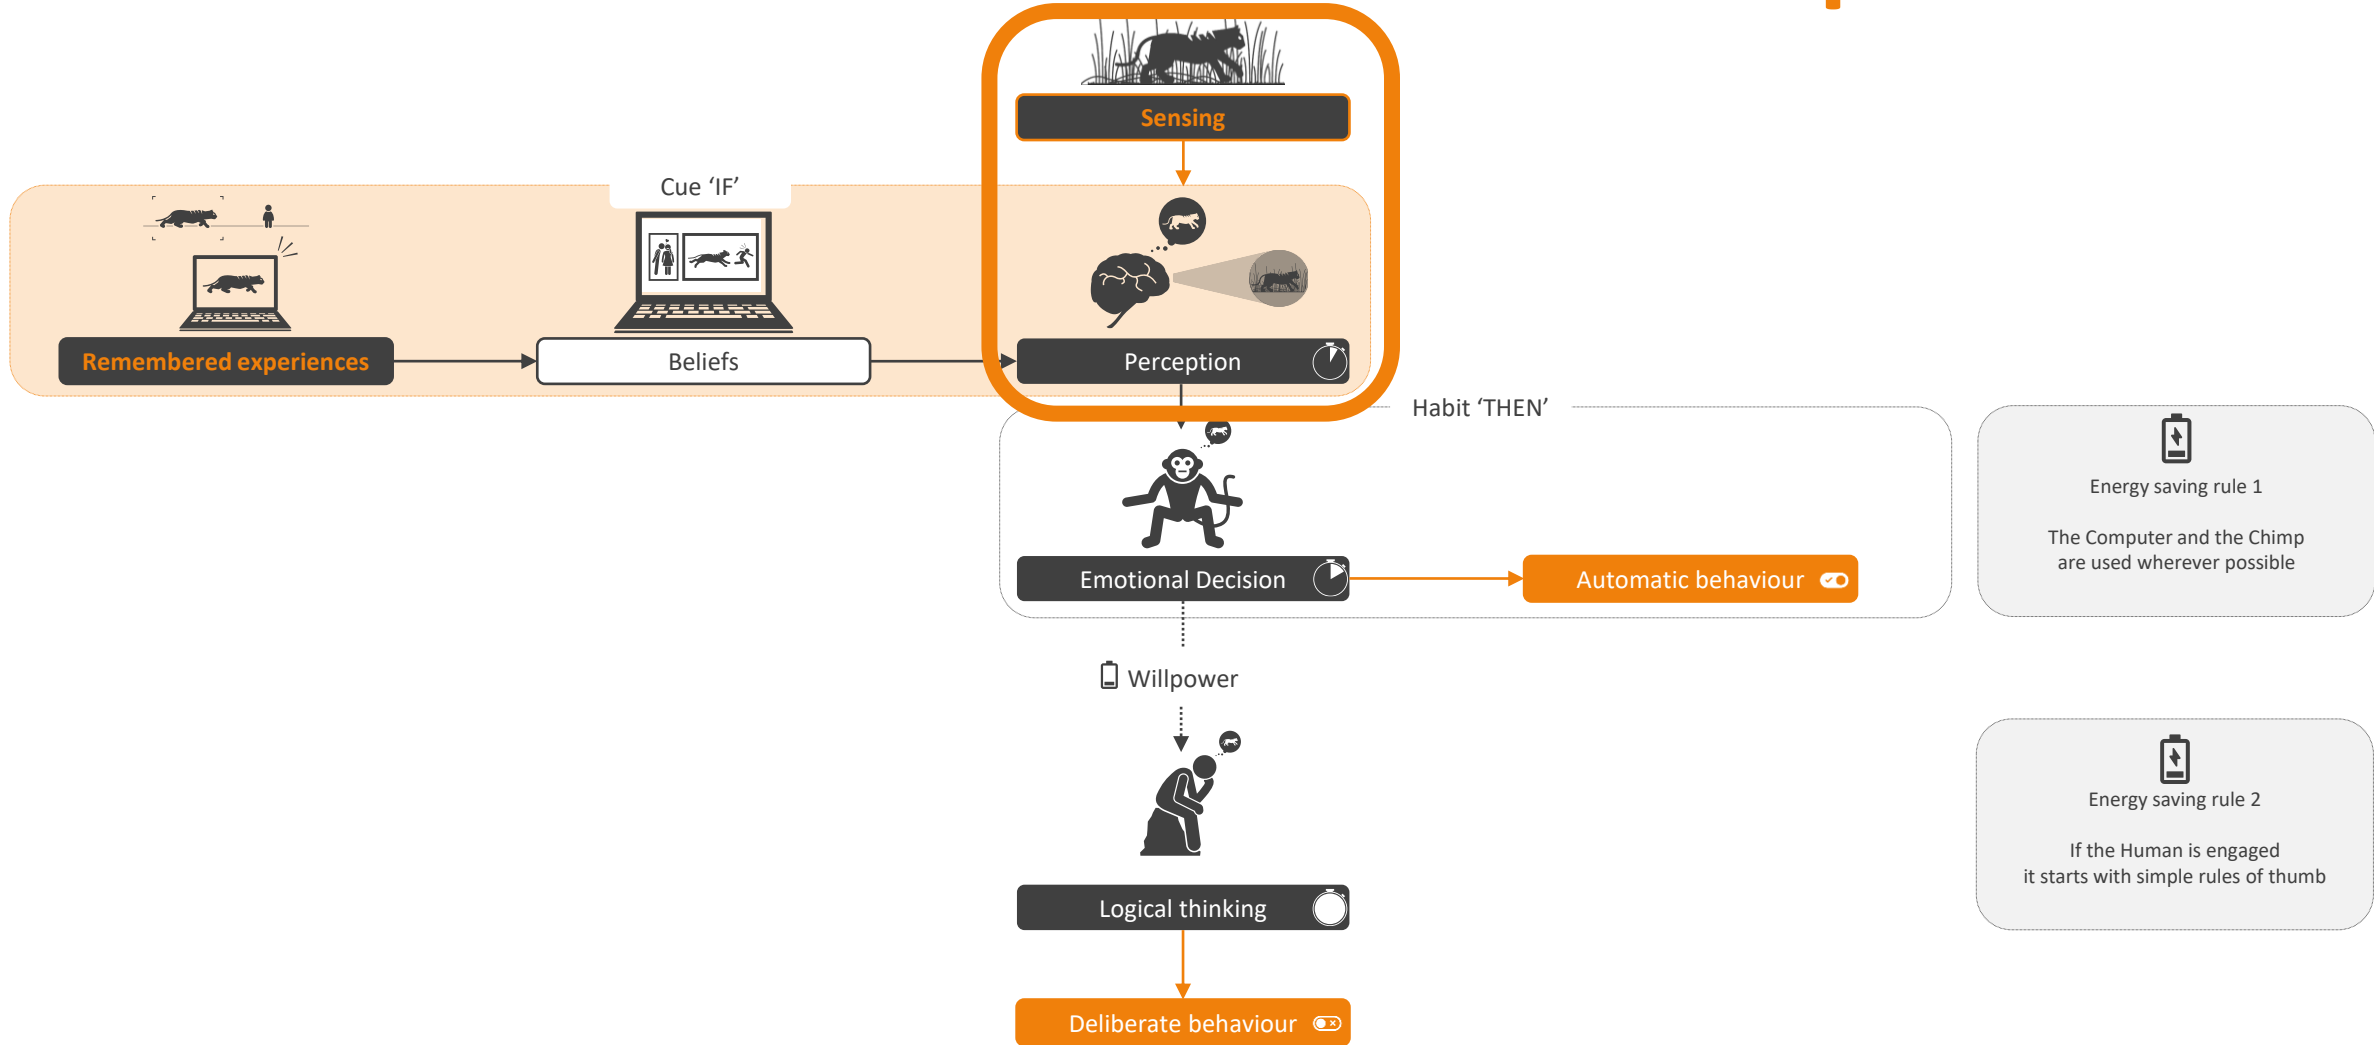 Sensing
Cue ‘IF’
Remembered experiences
Beliefs
Perception
Habit ‘THEN’
Energy saving rule 1
The Computer and the Chimp
are used wherever possible
Emotional Decision
Automatic behaviour
Willpower
Energy saving rule 2
If the Human is engaged
it starts with simple rules of thumb
Logical thinking
Deliberate behaviour